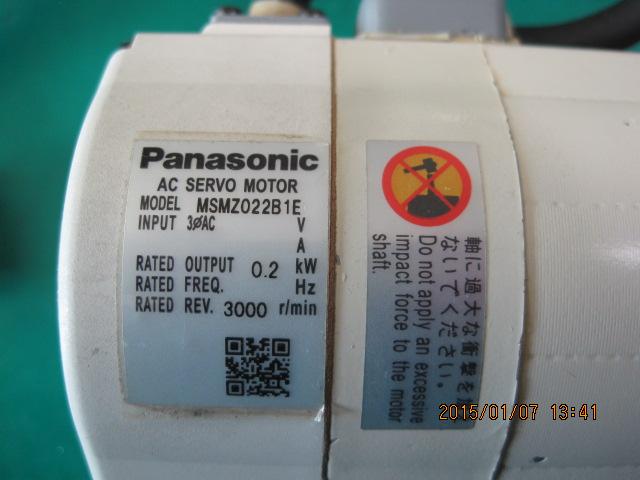 Panasonic
AC SERVO MOTOR
MODEL MSMZ022B1E
INPUT 3øAC V
A
RATED OUTPUT 0.2 kW
RATED FREQ. Hz
RATED REV. 3000 r/min
軸に過大な衝撃を
ないでください。
Do not apply an excessive
impact force to the motor
shaft.
2015/01/07 13:41